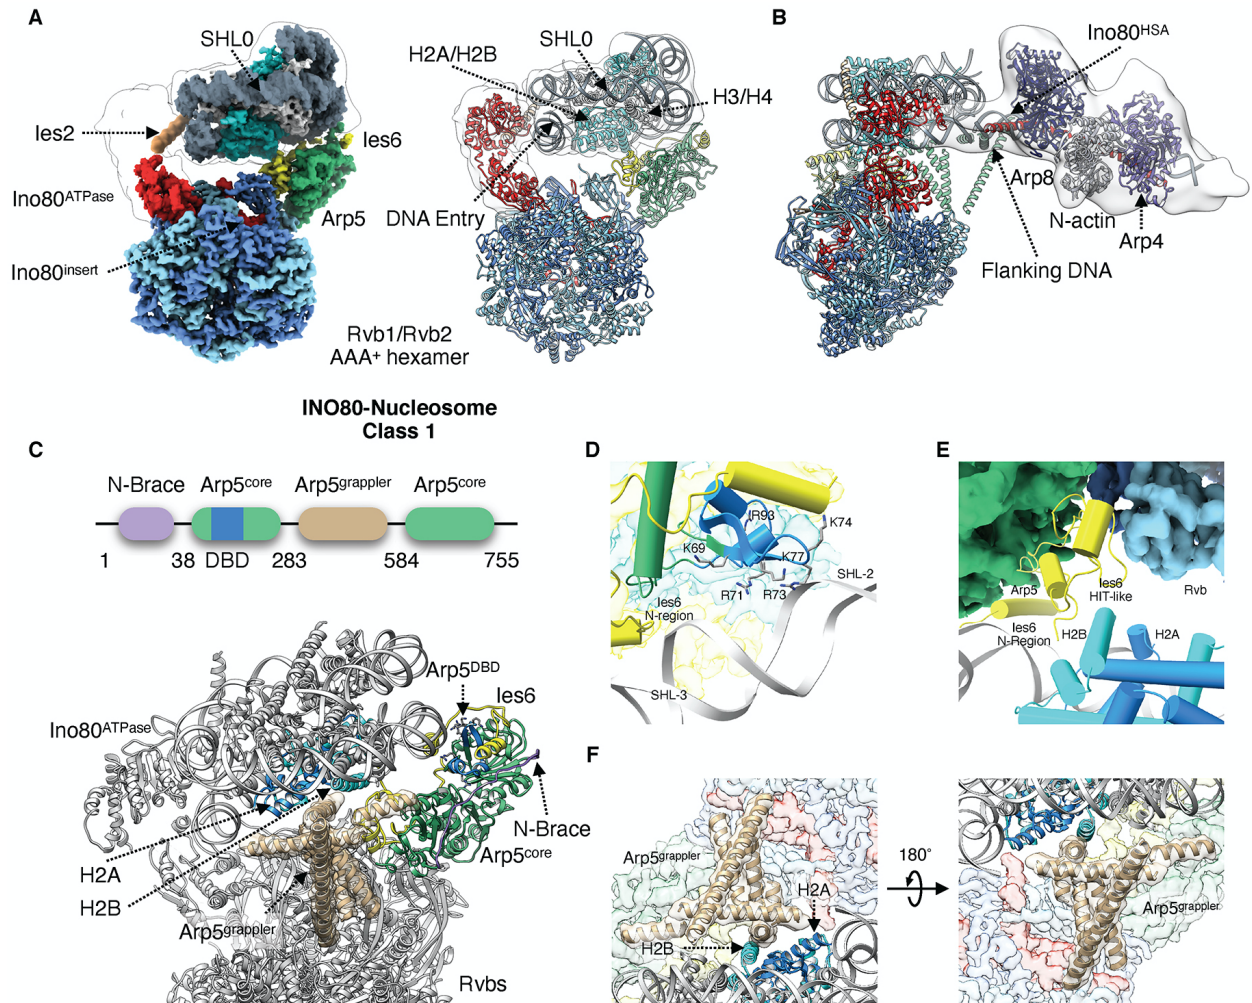 A
SHL0
Ies2
Ino80ATPase
Ino80insert
Ies6
Arp5
H2A/H2B
SHL0
H3/H4
DNA Entry
Rvb1/Rvb2
AAA+ hexamer
B
Ino80HSA
Arp8
N-actin
Arp4
Flanking DNA
INO80-Nucleosome
Class 1
C
N-Brace Arp5core Arp5grappler Arp5core
1 38 DBD 283 584 755
Arp5DBD
Ies6
Ino80ATPase
N-Brace
Arp5core
H2A
H2B
Arp5grappler
Rvbs
D
R93
K74
K69
K77
R71 R73
SHL-2
Ies6
N-region
SHL-3
E
Arp5
Ies6
HIT-like
Rvb
Ies6
N-Region
H2B
H2A
F
Arp5grappler
H2A
H2B
180°
Arp5grappler